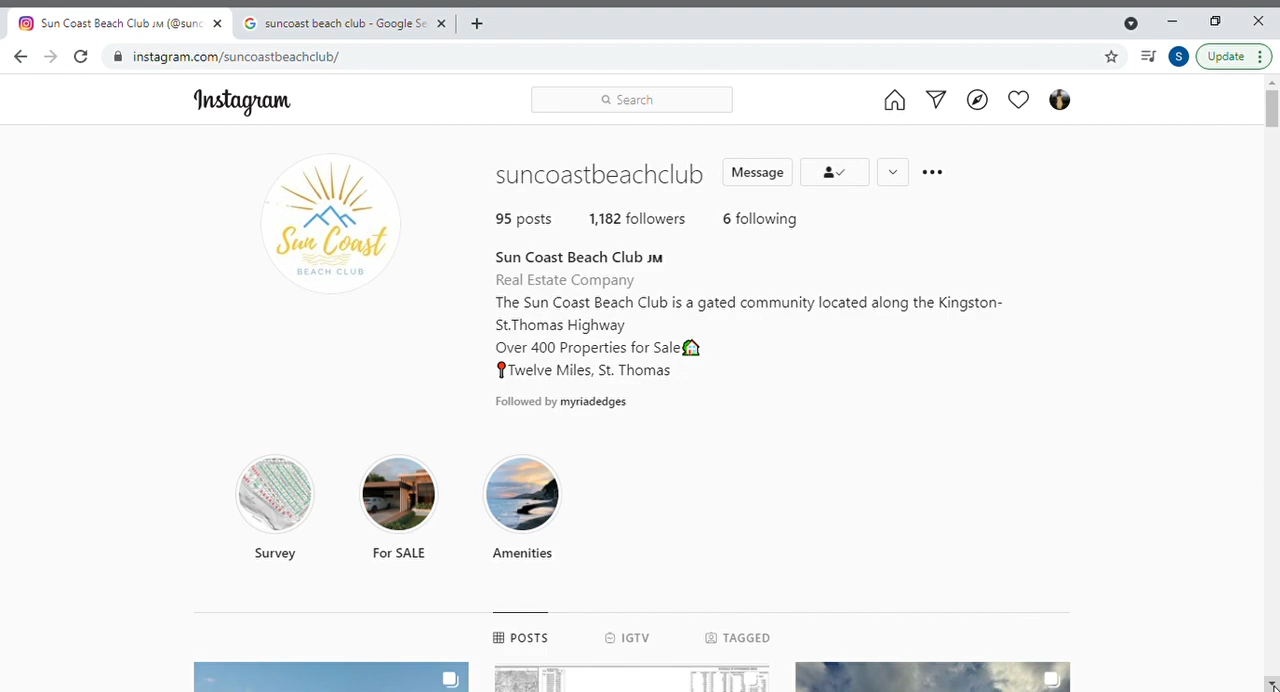 Sun Coast Beach Club ᴊᴍ (@sunc
suncoast beach club - Google Se
instagram.com/suncoastbeachclub/
S
Update
Instagram
Search
suncoastbeachclub
Message
95 posts
1,182 followers
6 following
Sun Coast
BEACH CLUB
Sun Coast Beach Club ᴊᴍ
Real Estate Company
The Sun Coast Beach Club is a gated community located along the Kingston-
St.Thomas Highway
Over 400 Properties for Sale🏡
📍Twelve Miles, St. Thomas
Followed by myriadedges
Survey
For SALE
Amenities
POSTS
IGTV
TAGGED